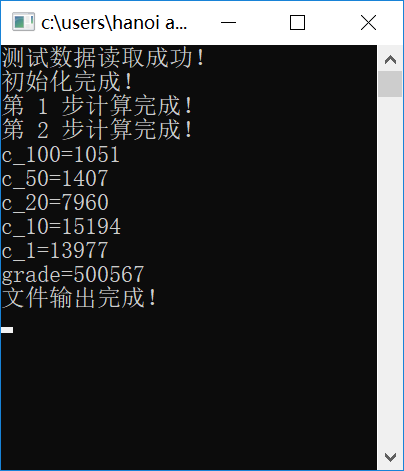 c:\users\hanoi a...
测试数据读取成功!
初始化完成!
第 1 步计算完成!
第 2 步计算完成!
c_100=1051
c_50=1407
c_20=7960
c_10=15194
c_1=13977
grade=500567
文件输出完成!